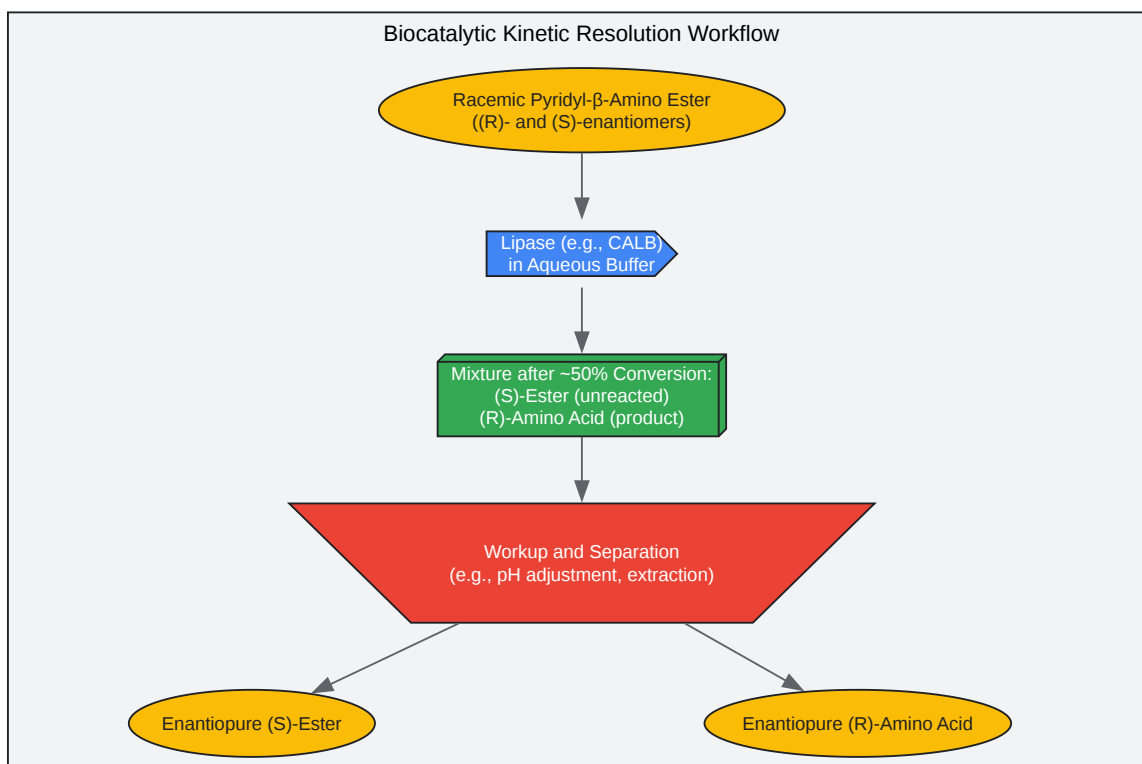 Biocatalytic Kinetic Resolution Workflow
Racemic Pyridyl-β-Amino Ester
((R)- and (S)-enantiomers)
Lipase (e.g., CALB)
in Aqueous Buffer
Mixture after ~50% Conversion:
(S)-Ester (unreacted)
(R)-Amino Acid (product)
Workup and Separation
(e.g., pH adjustment, extraction)
Enantiopure (S)-Ester
Enantiopure (R)-Amino Acid